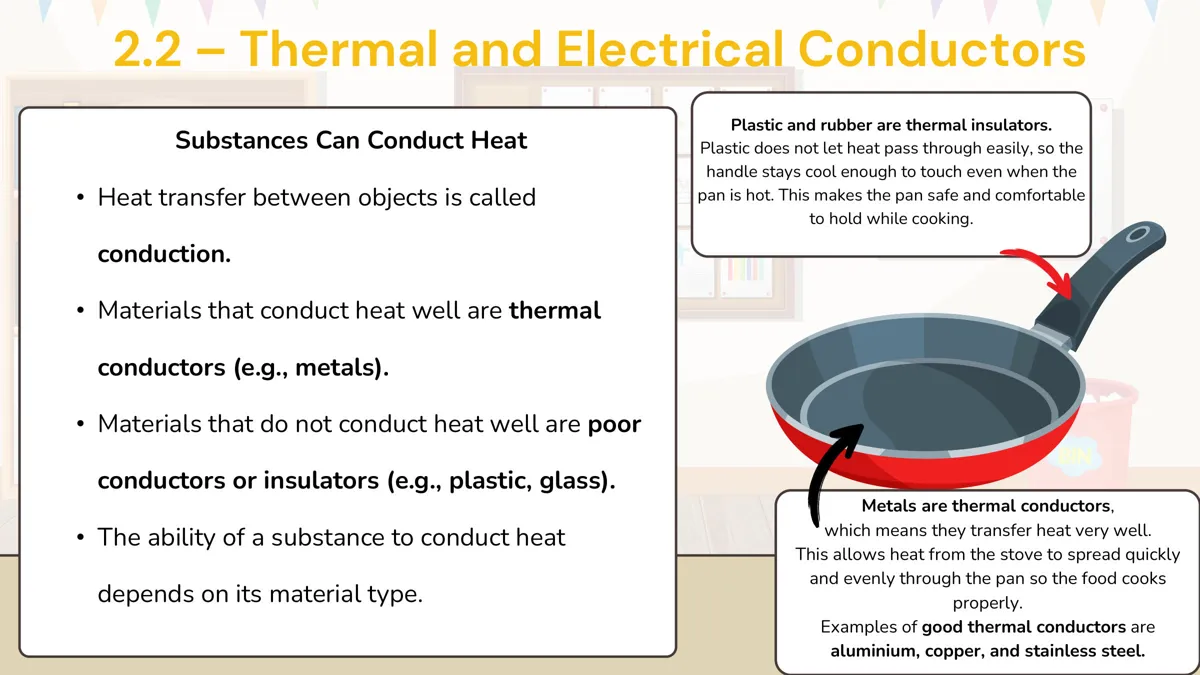 2.2 – Thermal and Electrical Conductors
Substances Can Conduct Heat
• Heat transfer between objects is called
conduction.
• Materials that conduct heat well are thermal
conductors (e.g., metals).
• Materials that do not conduct heat well are poor
conductors or insulators (e.g., plastic, glass).
• The ability of a substance to conduct heat
depends on its material type.
Plastic and rubber are thermal insulators.
Plastic does not let heat pass through easily, so the
handle stays cool enough to touch even when the
pan is hot. This makes the pan safe and comfortable
to hold while cooking.
Metals are thermal conductors,
which means they transfer heat very well.
This allows heat from the stove to spread quickly
and evenly through the pan so the food cooks
properly.
Examples of good thermal conductors are
aluminium, copper, and stainless steel.